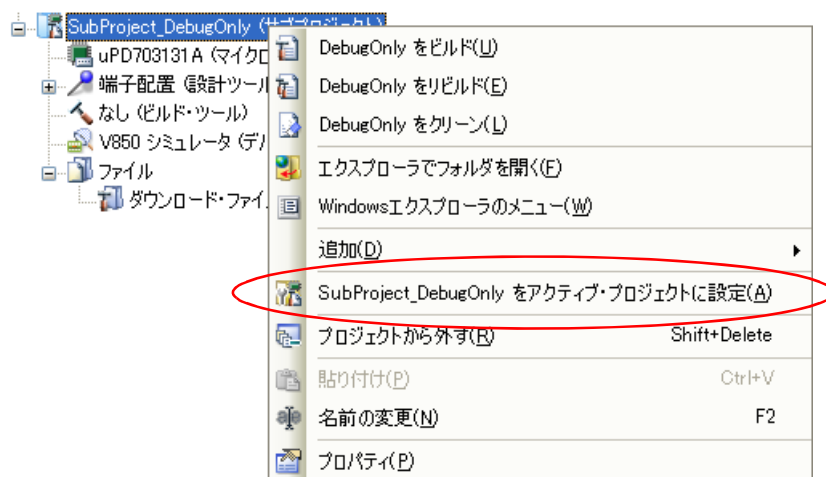 SubProject_DebugOnly (サブプロジェクト)
uPD703131A (マイクロ
端子配置 (設計ツール
なし (ビルド・ツール)
V850 シミュレータ (デバ
ファイル
ダウンロード・ファイ
DebugOnly をビルド(U)
DebugOnly をリビルド(E)
DebugOnly をクリーン(L)
エクスプローラでフォルダを開く(F)
Windowsエクスプローラのメニュー(W)
追加(D)
SubProject_DebugOnly をアクティブ・プロジェクトに設定(A)
プロジェクトから外す(R) Shift+Delete
貼り付け(P) Ctrl+V
名前の変更(N) F2
プロパティ(P)